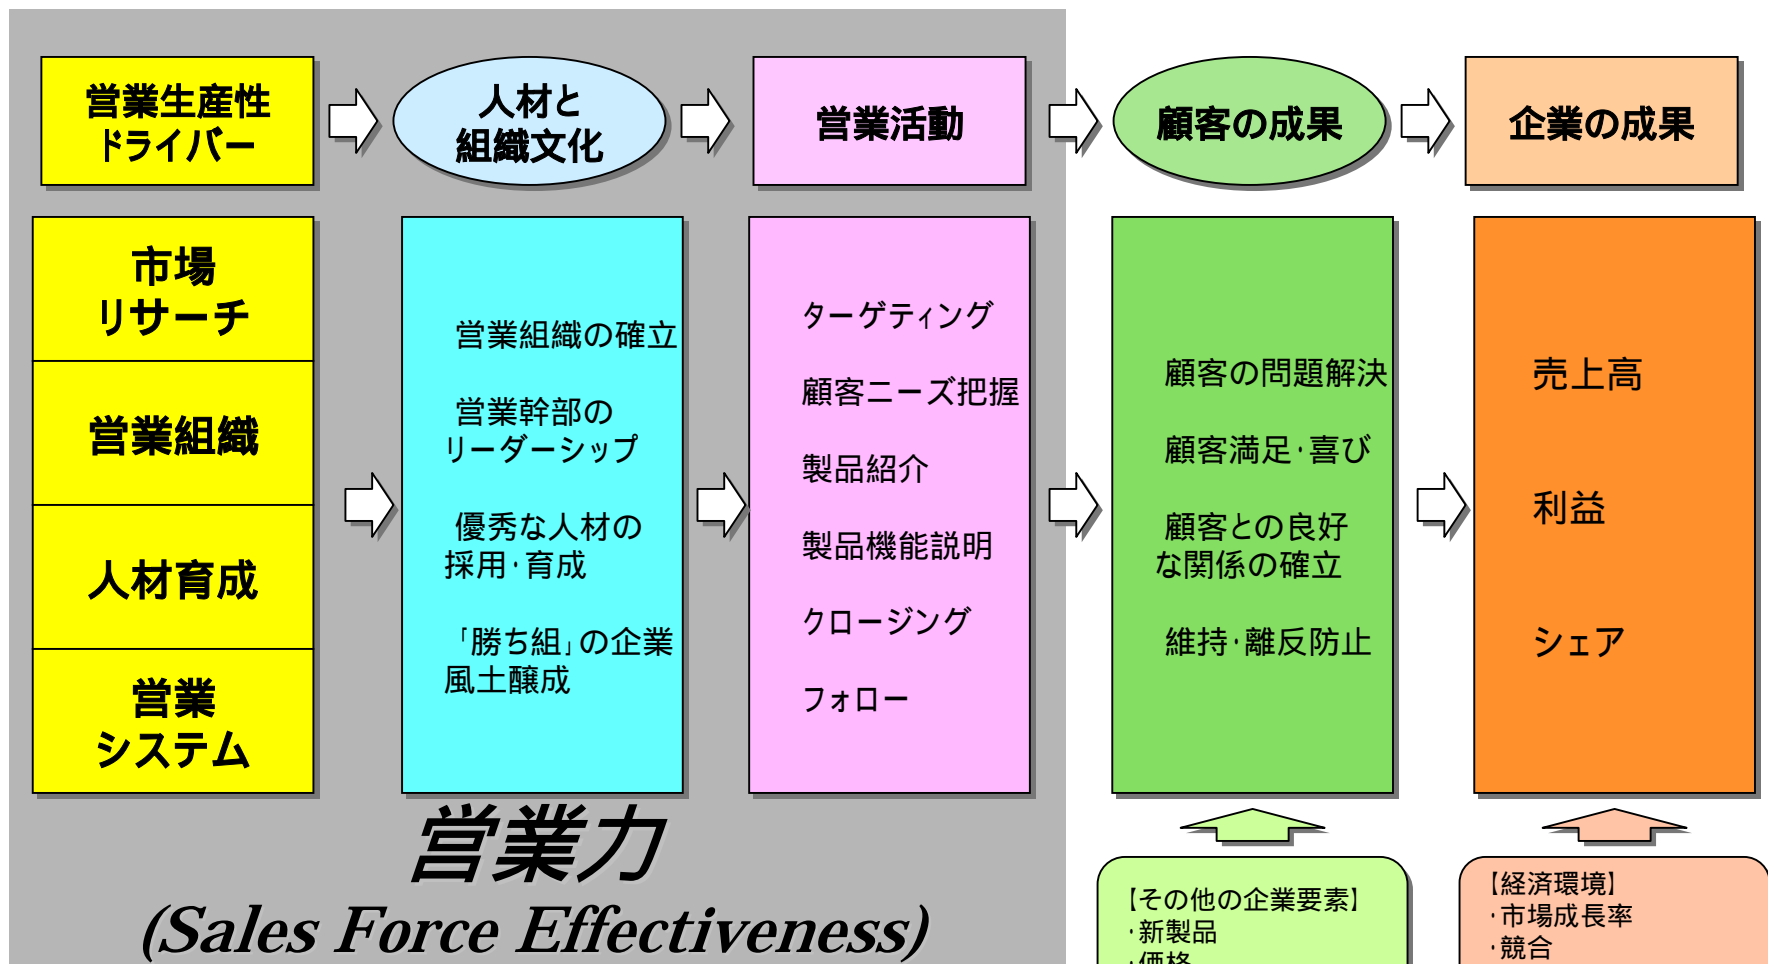 営業生産性
ドライバー
人材と
組織文化
営業活動
顧客の成果
企業の成果
市場
リサーチ
営業組織
人材育成
営業
システム
営業組織の確立
営業幹部の
リーダーシップ
優秀な人材の
採用・育成
「勝ち組」の企業
風土醸成
ターゲティング
顧客ニーズ把握
製品紹介
製品機能説明
クロージング
フォロー
顧客の問題解決
顧客満足・喜び
顧客との良好
な関係の確立
維持・離反防止
売上高
利益
シェア
営業力
(Sales Force Effectiveness)
【その他の企業要素】
・新製品
・価格
【経済環境】
・市場成長率
・競合